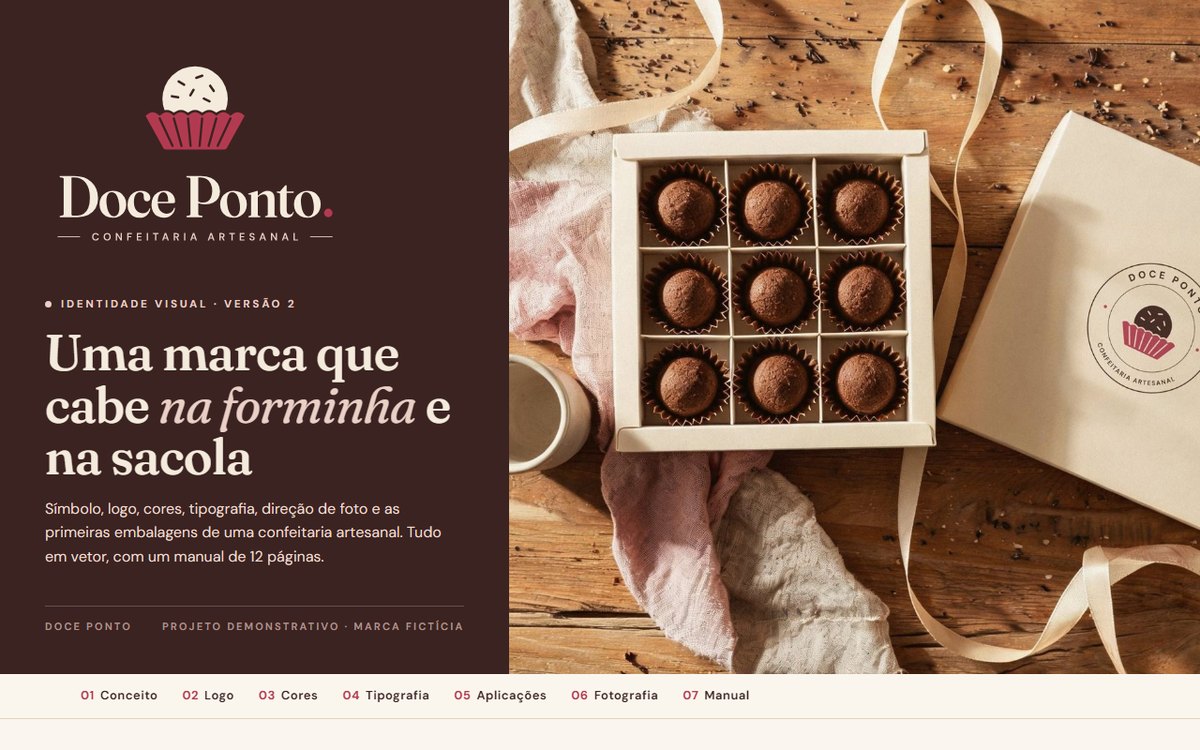 Doce Ponto.
CONFEITARIA ARTESANAL
IDENTIDADE VISUAL · VERSÃO 2
Uma marca que
cabe na forminha e
na sacola
Símbolo, logo, cores, tipografia, direção de foto e as
primeiras embalagens de uma confeitaria artesanal. Tudo
em vetor, com um manual de 12 páginas.
DOCE PONTO
PROJETO DEMONSTRATIVO · MARCA FICTÍCIA
DOCE PONTO
CONFEITARIA ARTESANAL
01 Conceito
02 Logo
03 Cores
04 Tipografia
05 Aplicações
06 Fotografia
07 Manual